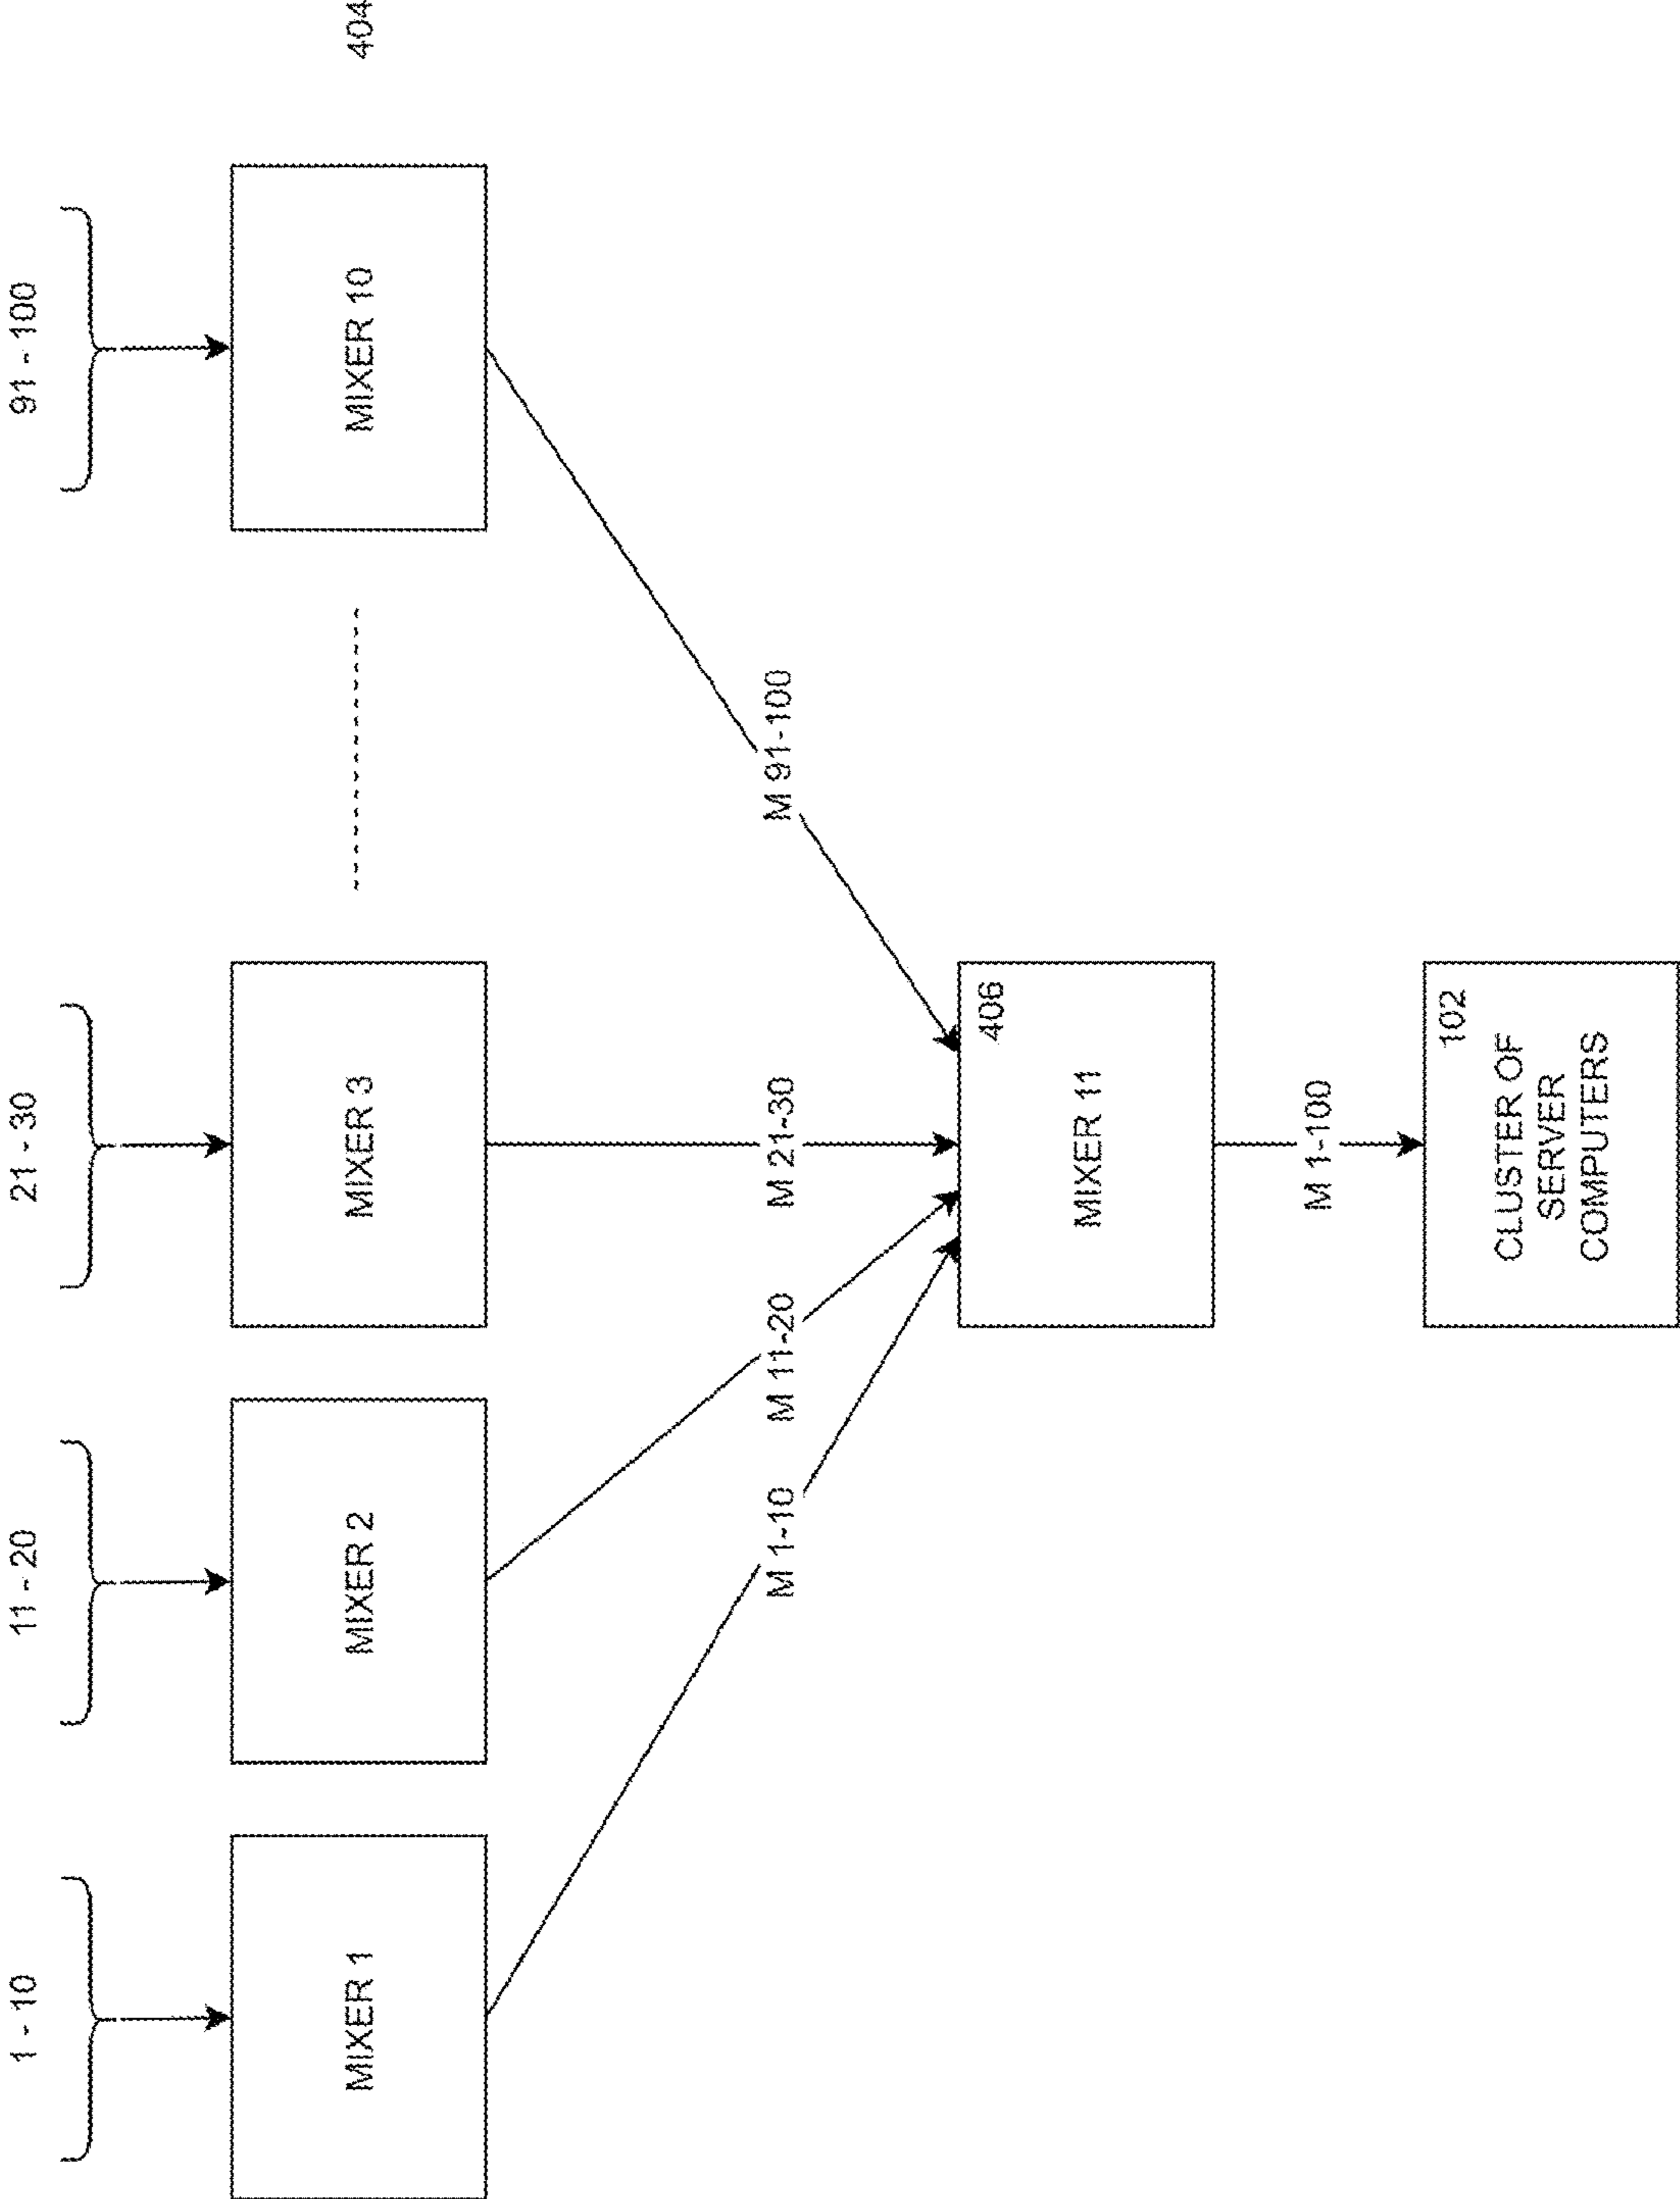 1 - 10
11 - 20
21 - 30
91 - 100
MIXER 1
MIXER 2
MIXER 3
MIXER 10
404
M 1-10
M 11-20
M 21-30
M 91-100
406
MIXER 11
M 1-100
102
CLUSTER OF
SERVER
COMPUTERS